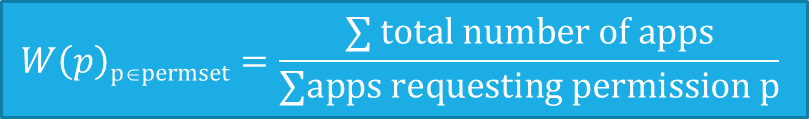 W(p)p∈permset = ∑ total number of apps
∑apps requesting permission p